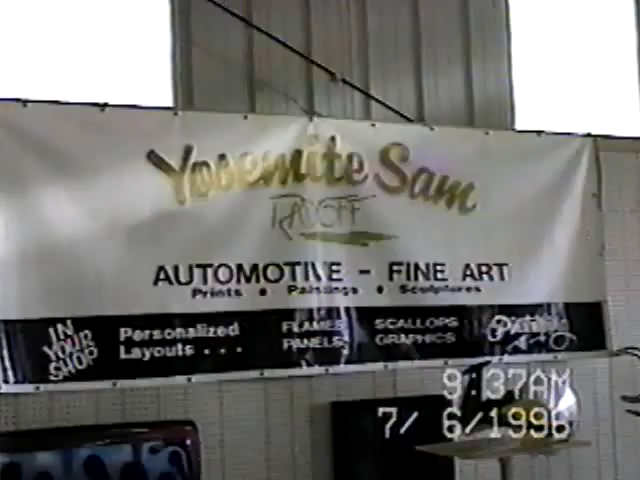 Yosemite Sam
RADOFF
AUTOMOTIVE - FINE ART
Prints • Paintings • Sculptures
IN YOUR SHOP
Personalized Layouts . . .
FLAMES SCALLOPS
PANELS GRAPHICS
9:37AM
7/ 6/1996